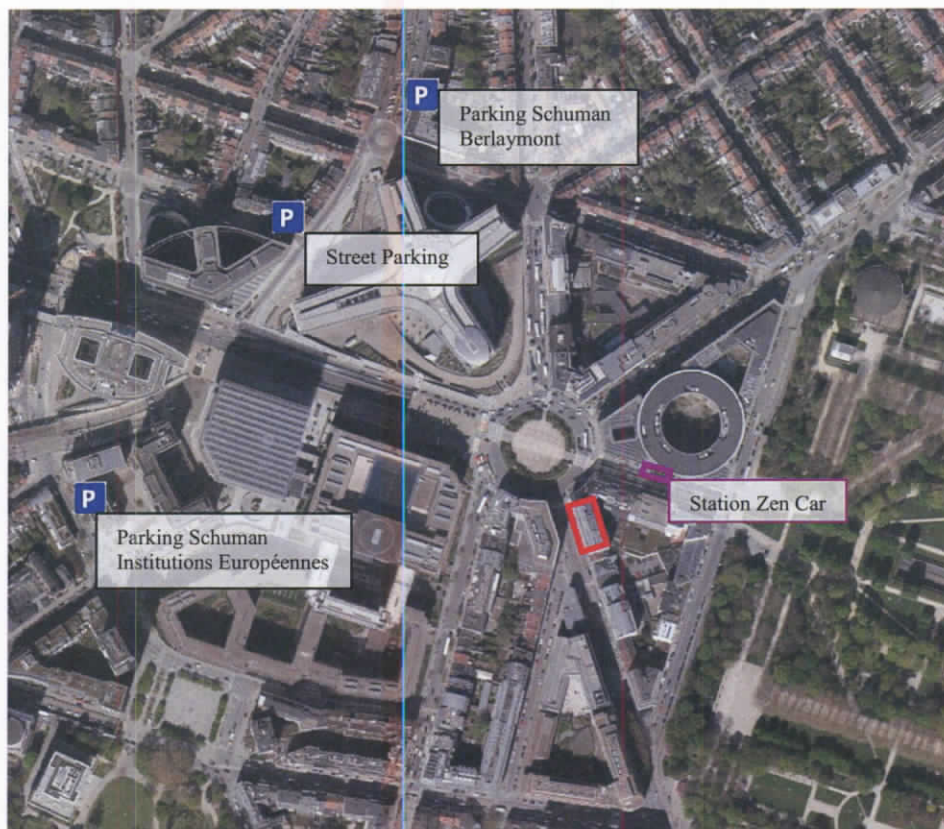 P
Parking Schuman
Berlaymont
P
Street Parking
Station Zen Car
P
Parking Schuman
Institutions Européennes